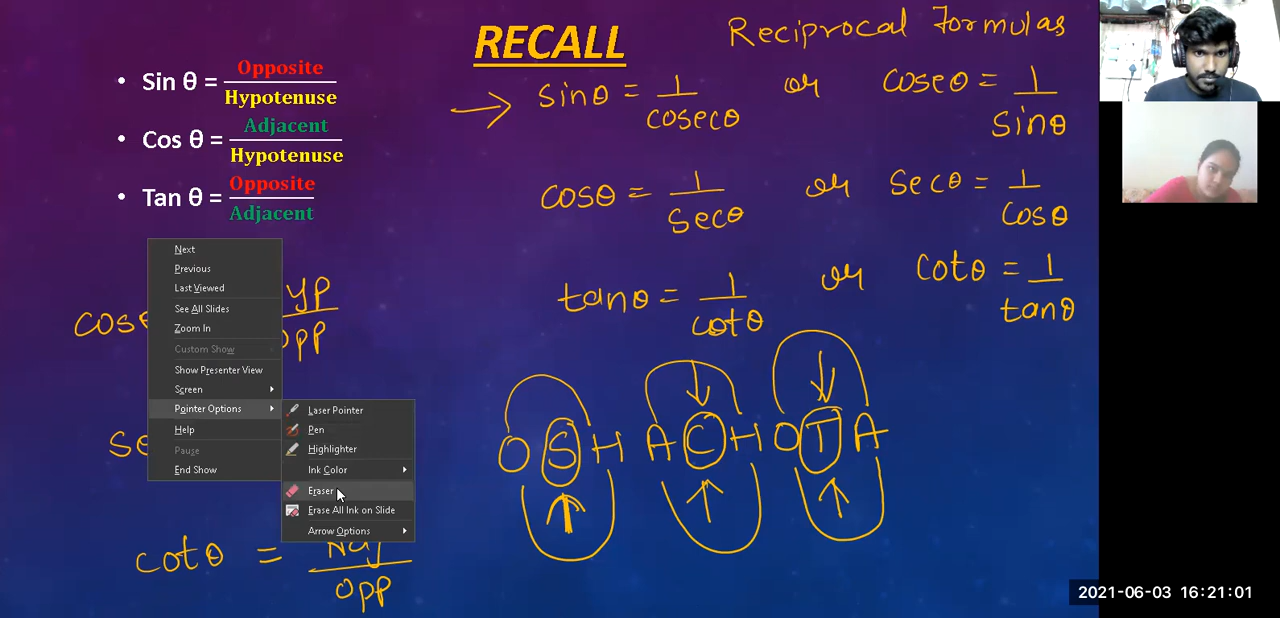 RECALL
Reciprocal Formulas
• Sin θ = Opposite / Hypotenuse
• Cos θ = Adjacent / Hypotenuse
• Tan θ = Opposite / Adjacent
→ sinθ = 1 / cosecθ or cosecθ = 1 / sinθ
cosθ = 1 / secθ or secθ = 1 / cosθ
tanθ = 1 / cotθ or cotθ = 1 / tanθ
yp / opp
cotθ = / opp
O S H A C H O T A
Next
Previous
Last Viewed
See All Slides
Zoom In
Custom Show
Show Presenter View
Screen
Pointer Options
Help
Pause
End Show
Laser Pointer
Pen
Highlighter
Ink Color
Eraser
Erase All Ink on Slide
Arrow Options
2021-06-03 16:21:01